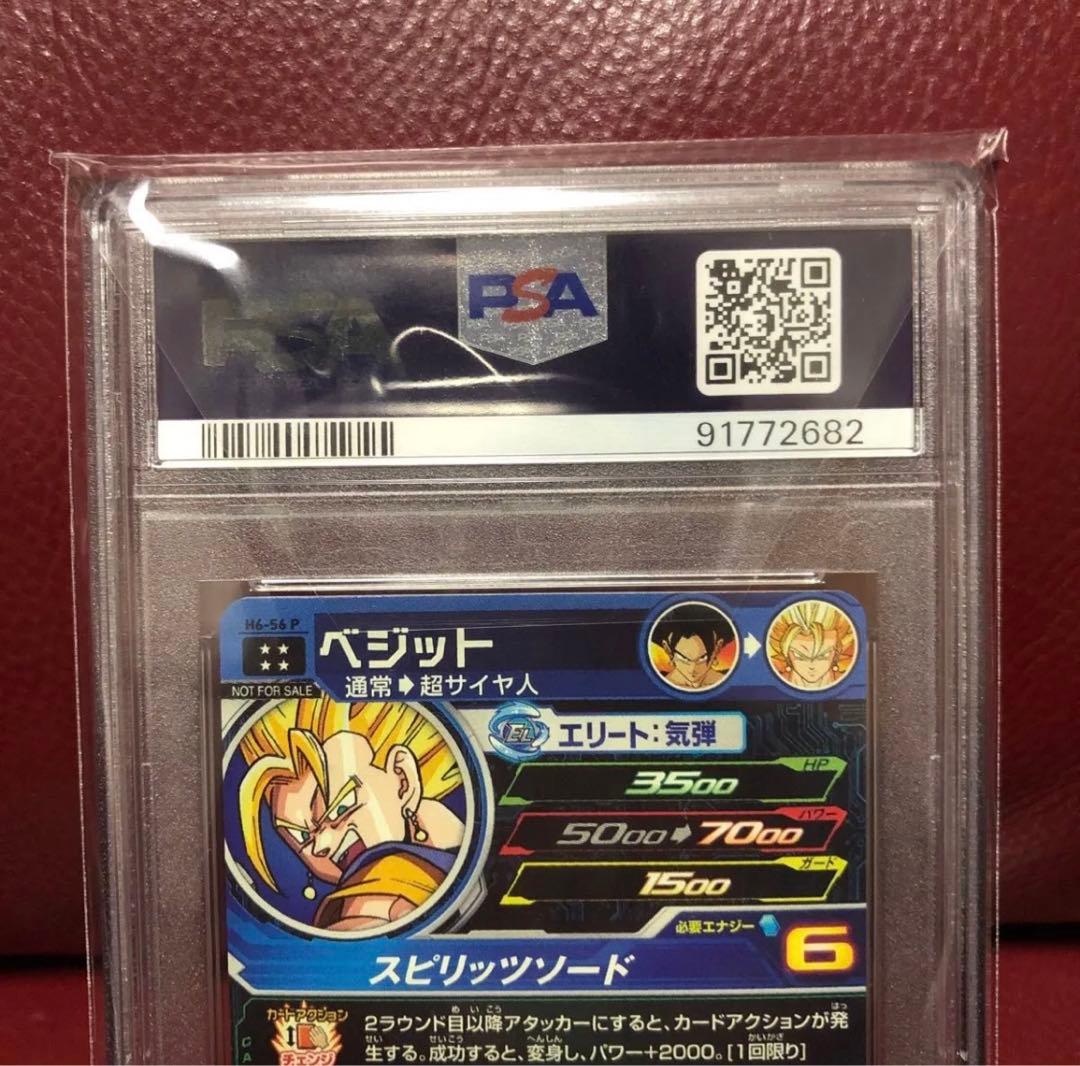 PSA
PSA
91772682
H6-56 P
★★
★★
NOT FOR SALE
ベジット
通常➡超サイヤ人
EL エリート:気弾
HP
3500
パワー
5000➡7000
ガード
1500
必要エナジー 6
スピリッツソード
カードアクション
チェンジ
2ラウンド目以降アタッカーにすると、カードアクションが発
生する。成功すると、変身し、パワー+2000。[1回限り]